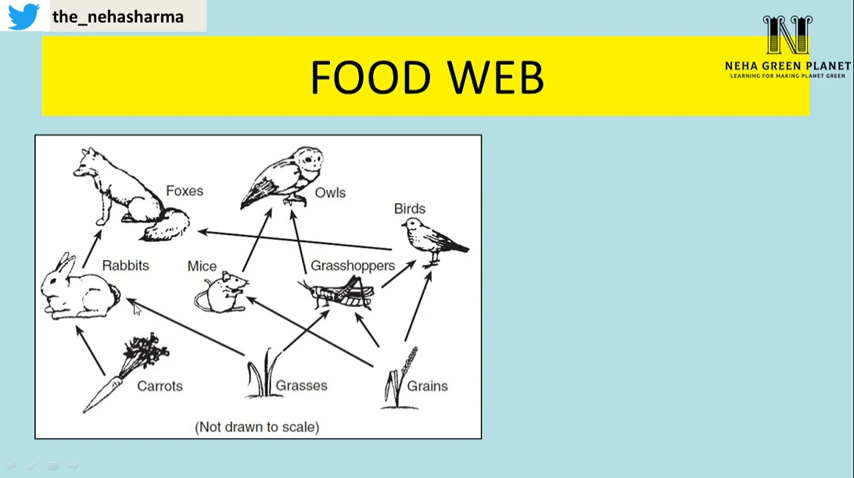 the_nehasharma
N
NEHA GREEN PLANET
LEARNING FOR MAKING PLANET GREEN
FOOD WEB
Foxes
Owls
Birds
Rabbits
Mice
Grasshoppers
Carrots
Grasses
Grains
(Not drawn to scale)